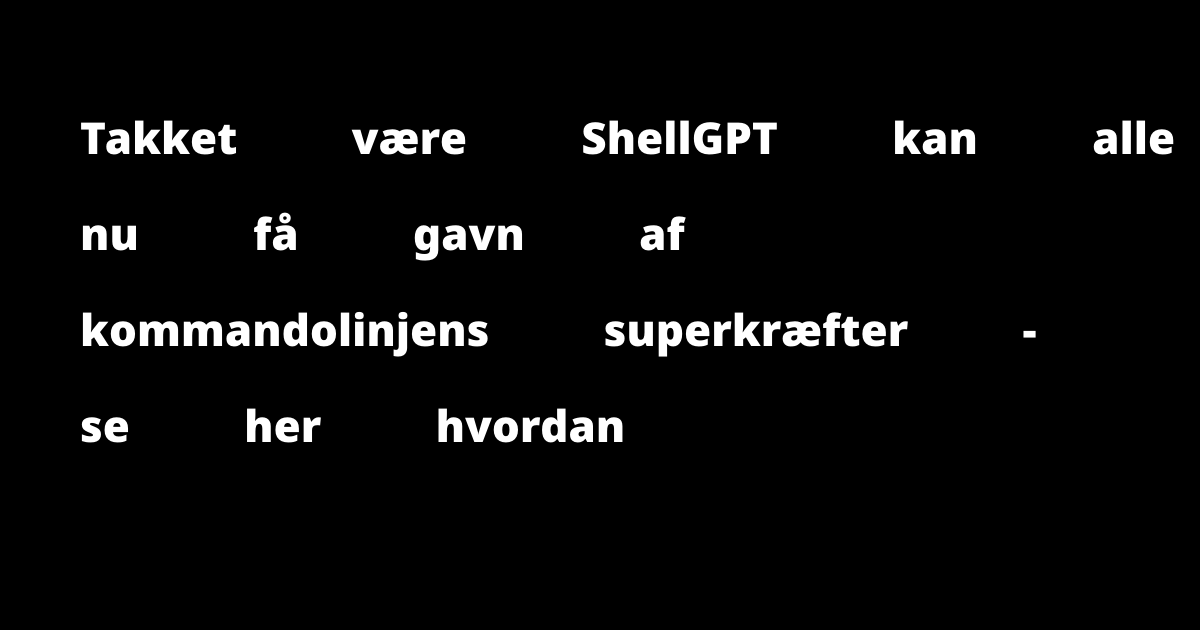 Takket være ShellGPT kan alle
nu få gavn af
kommandolinjens superkræfter -
se her hvordan